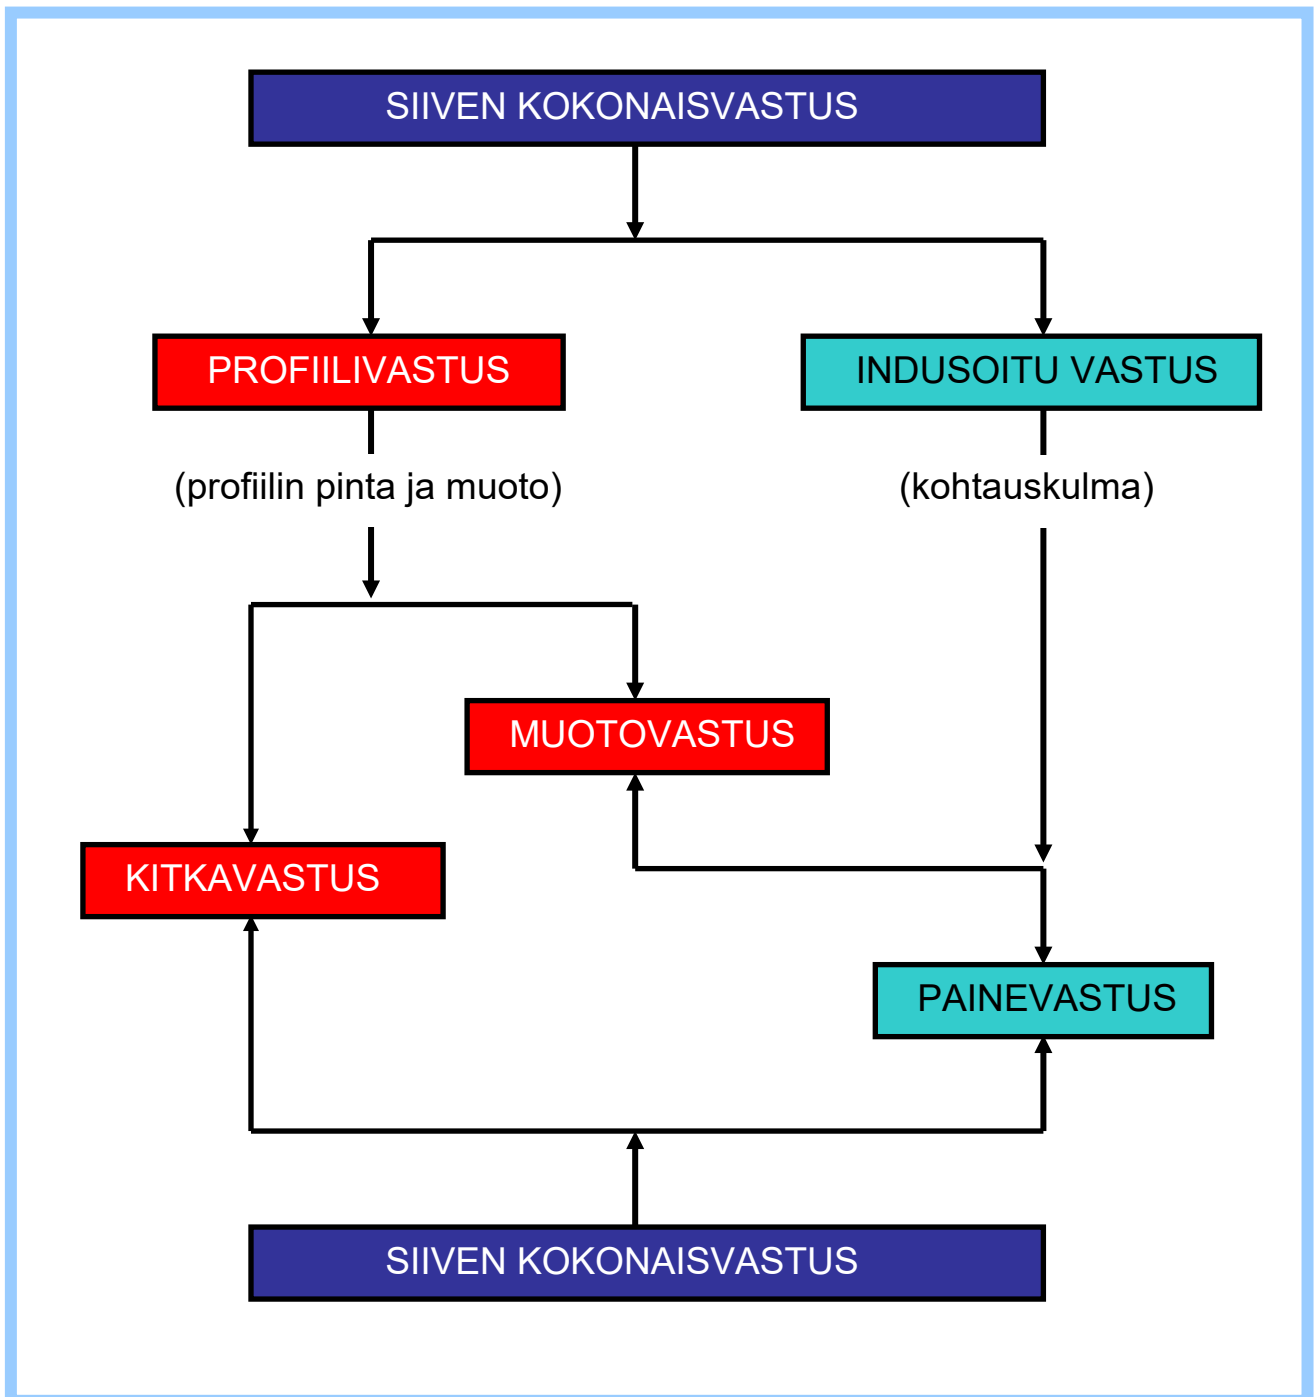 SIIVEN KOKONAISVASTUS
PROFIILIVASTUS
INDUSOITU VASTUS
(profiilin pinta ja muoto)
(kohtauskulma)
MUOTOVASTUS
KITKAVASTUS
PAINEVASTUS
SIIVEN KOKONAISVASTUS